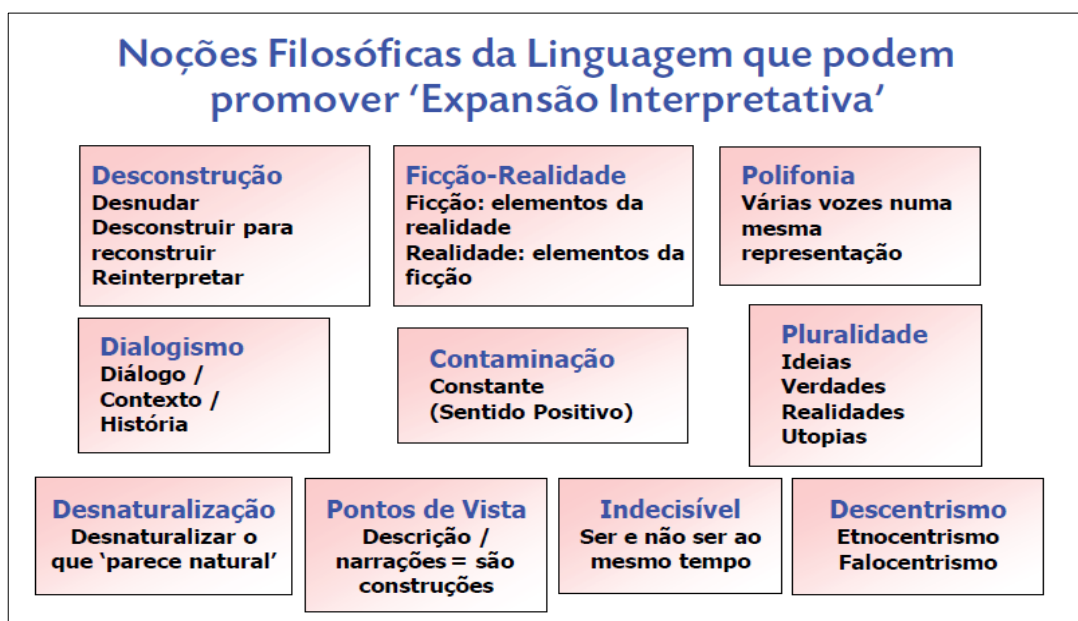 Noções Filosóficas da Linguagem que podem
promover ‘Expansão Interpretativa’
Desconstrução
Desnudar
Desconstruir para
reconstruir
Reinterpretar
Ficção-Realidade
Ficção: elementos da
realidade
Realidade: elementos da
ficção
Polifonia
Várias vozes numa
mesma
representação
Dialogismo
Diálogo /
Contexto /
História
Contaminação
Constante
(Sentido Positivo)
Pluralidade
Ideias
Verdades
Realidades
Utopias
Desnaturalização
Desnaturalizar o
que ‘parece natural’
Pontos de Vista
Descrição /
narrações = são
construções
Indecisível
Ser e não ser ao
mesmo tempo
Descentrismo
Etnocentrismo
Falocentrismo